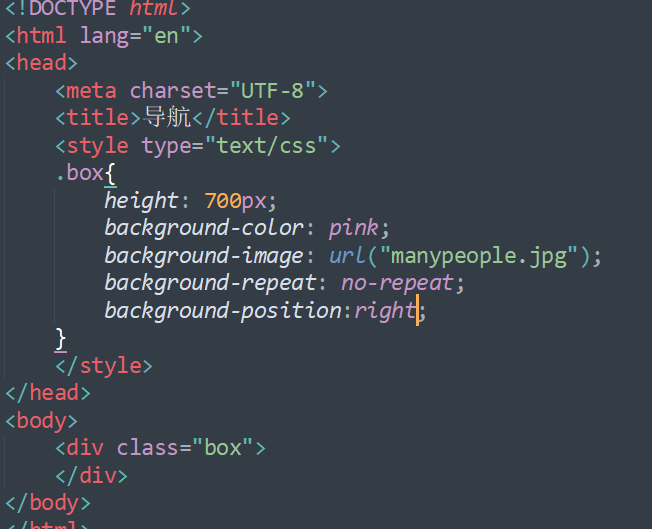 <!DOCTYPE html>
<html lang="en">
<head>
    <meta charset="UTF-8">
    <title>导航</title>
    <style type="text/css">
    .box{
        height: 700px;
        background-color: pink;
        background-image: url("manypeople.jpg");
        background-repeat: no-repeat;
        background-position:right;
    }
    </style>
</head>
<body>
    <div class="box">
    </div>
</body>
</html>